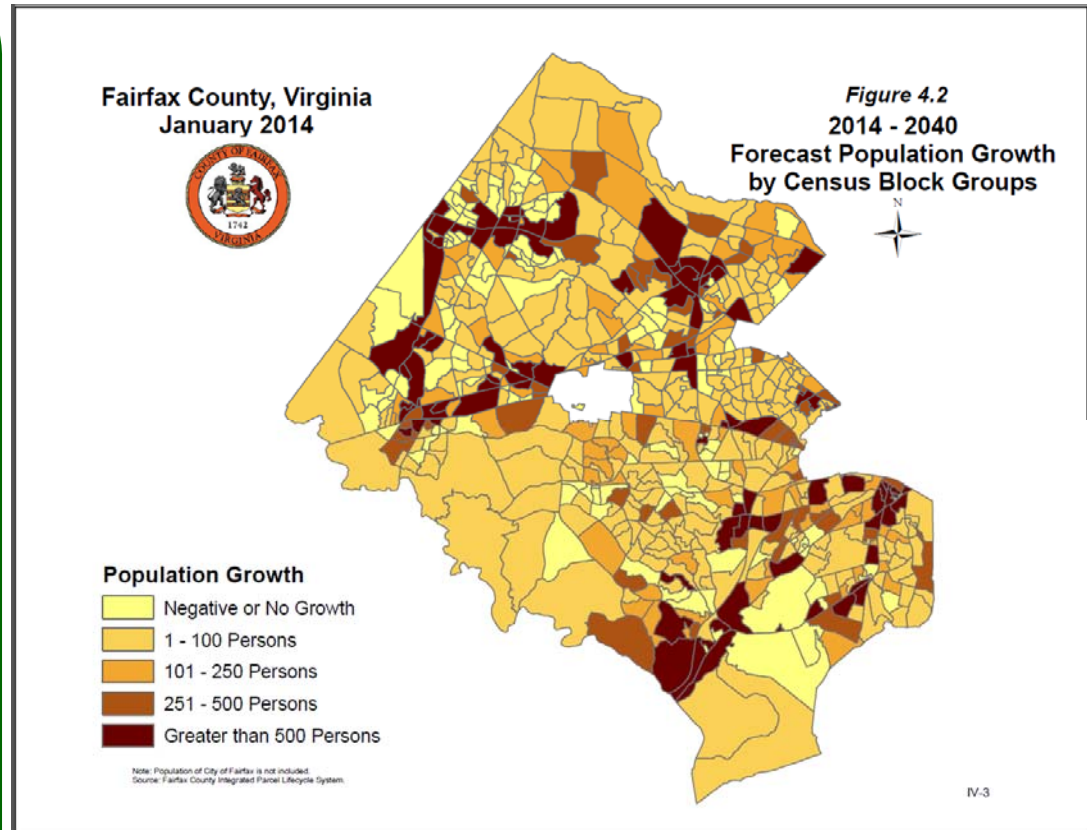 Fairfax County, Virginia
January 2014
COUNTY OF FAIRFAX
1742
VIRGINIA
Figure 4.2
2014 - 2040
Forecast Population Growth
by Census Block Groups
N
Population Growth
Negative or No Growth
1 - 100 Persons
101 - 250 Persons
251 - 500 Persons
Greater than 500 Persons
Note: Population of City of Fairfax is not included.
Source: Fairfax County Integrated Parcel Lifecycle System.
IV-3